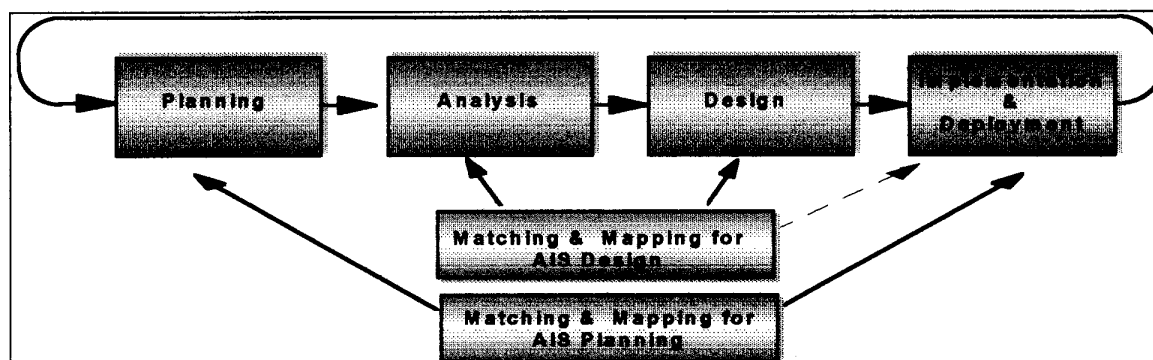 Planning
Analysis
Design
Implementation
&
Deployment
Matching & Mapping for
AIS Design
Matching & Mapping for
AIS Planning